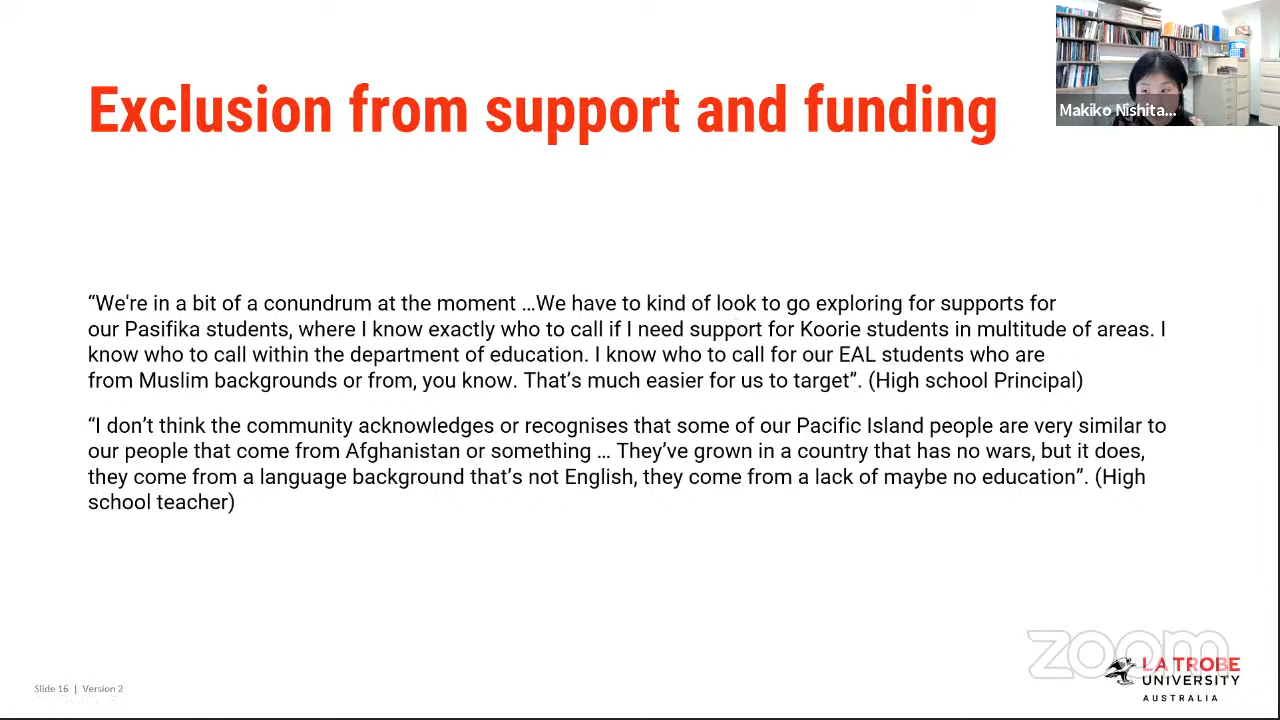 Exclusion from support and funding
Makiko Nishita...
“We're in a bit of a conundrum at the moment …We have to kind of look to go exploring for supports for
our Pasifika students, where I know exactly who to call if I need support for Koorie students in multitude of areas. I
know who to call within the department of education. I know who to call for our EAL students who are
from Muslim backgrounds or from, you know. That’s much easier for us to target”. (High school Principal)
“I don’t think the community acknowledges or recognises that some of our Pacific Island people are very similar to
our people that come from Afghanistan or something … They’ve grown in a country that has no wars, but it does,
they come from a language background that’s not English, they come from a lack of maybe no education”. (High
school teacher)
zoom
LA TROBE
UNIVERSITY
AUSTRALIA
Slide 16 | Version 2